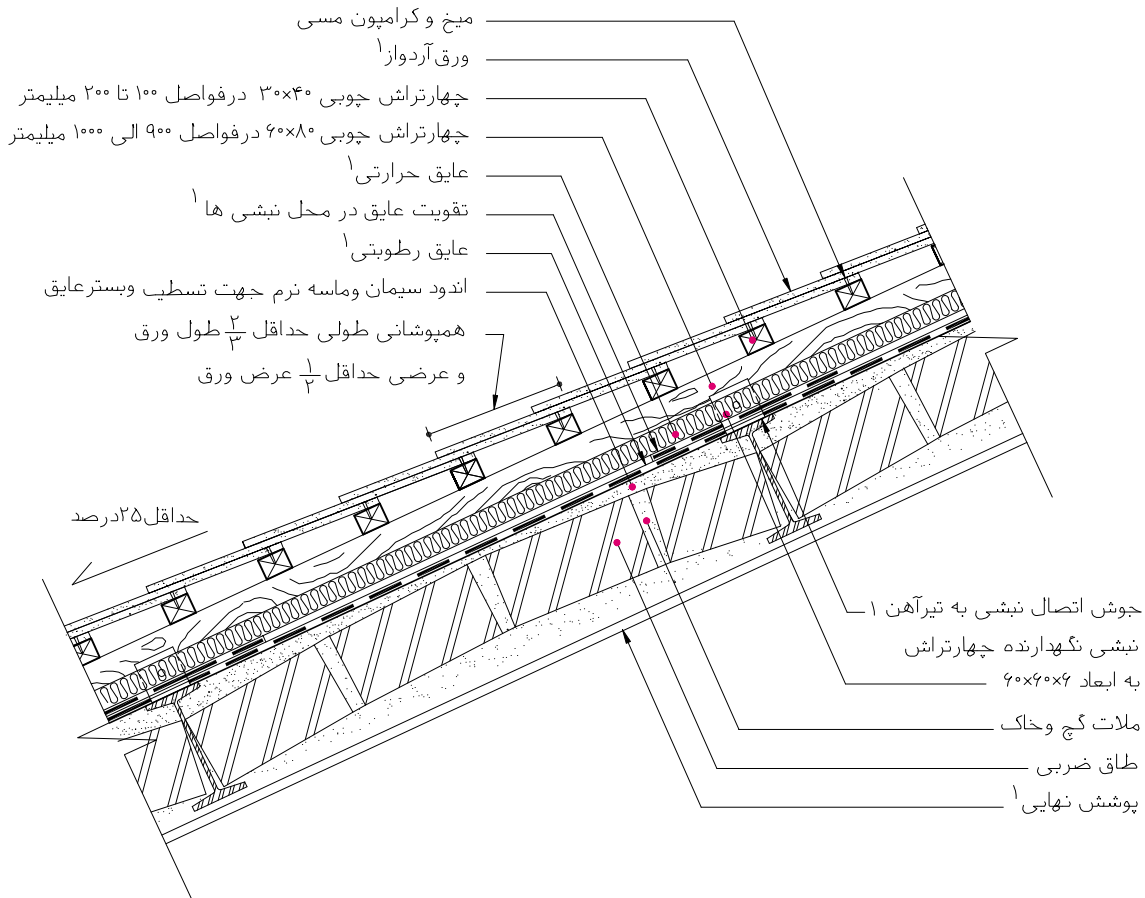 میخ و کرامپون مسی
ورق آردواز۱
چهارتراش چوبی ۳۰×۴۰ درفواصل ۱۰۰ تا ۲۰۰ میلیمتر
چهارتراش چوبی ۶۰×۸۰ درفواصل ۹۰۰ الی ۱۰۰۰ میلیمتر
عایق حرارتی۱
تقویت عایق در محل نبشی ها ۱
عایق رطوبتی۱
اندود سیمان وماسه نرم جهت تسطیب وبسترعایق
همپوشانی طولی حداقل ۲/۳ طول ورق
و عرضی حداقل ۱/۲ عرض ورق
حداقل۲۵درصد
جوش اتصال نبشی به تیرآهن ۱
نبشی نگهدارنده چهارتراش
به ابعاد ۶×۶۰×۶۰
ملات گچ وخاک
طاق ضربی
پوشش نهایی۱